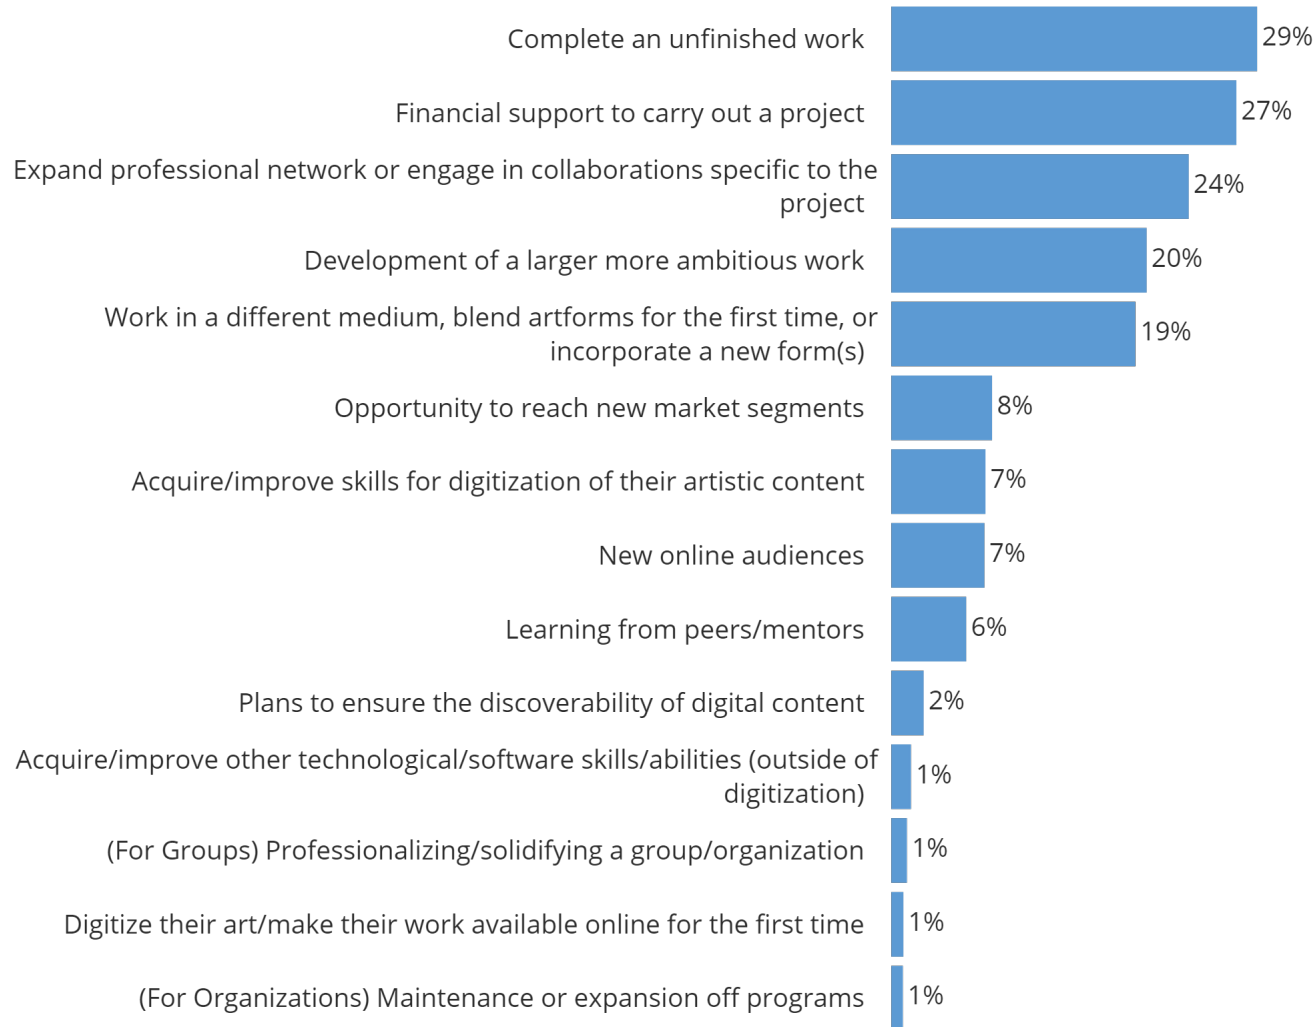 Complete an unfinished work 29%
Financial support to carry out a project 27%
Expand professional network or engage in collaborations specific to the
project 24%
Development of a larger more ambitious work 20%
Work in a different medium, blend artforms for the first time, or
incorporate a new form(s) 19%
Opportunity to reach new market segments 8%
Acquire/improve skills for digitization of their artistic content 7%
New online audiences 7%
Learning from peers/mentors 6%
Plans to ensure the discoverability of digital content 2%
Acquire/improve other technological/software skills/abilities (outside of
digitization) 1%
(For Groups) Professionalizing/solidifying a group/organization 1%
Digitize their art/make their work available online for the first time 1%
(For Organizations) Maintenance or expansion off programs 1%